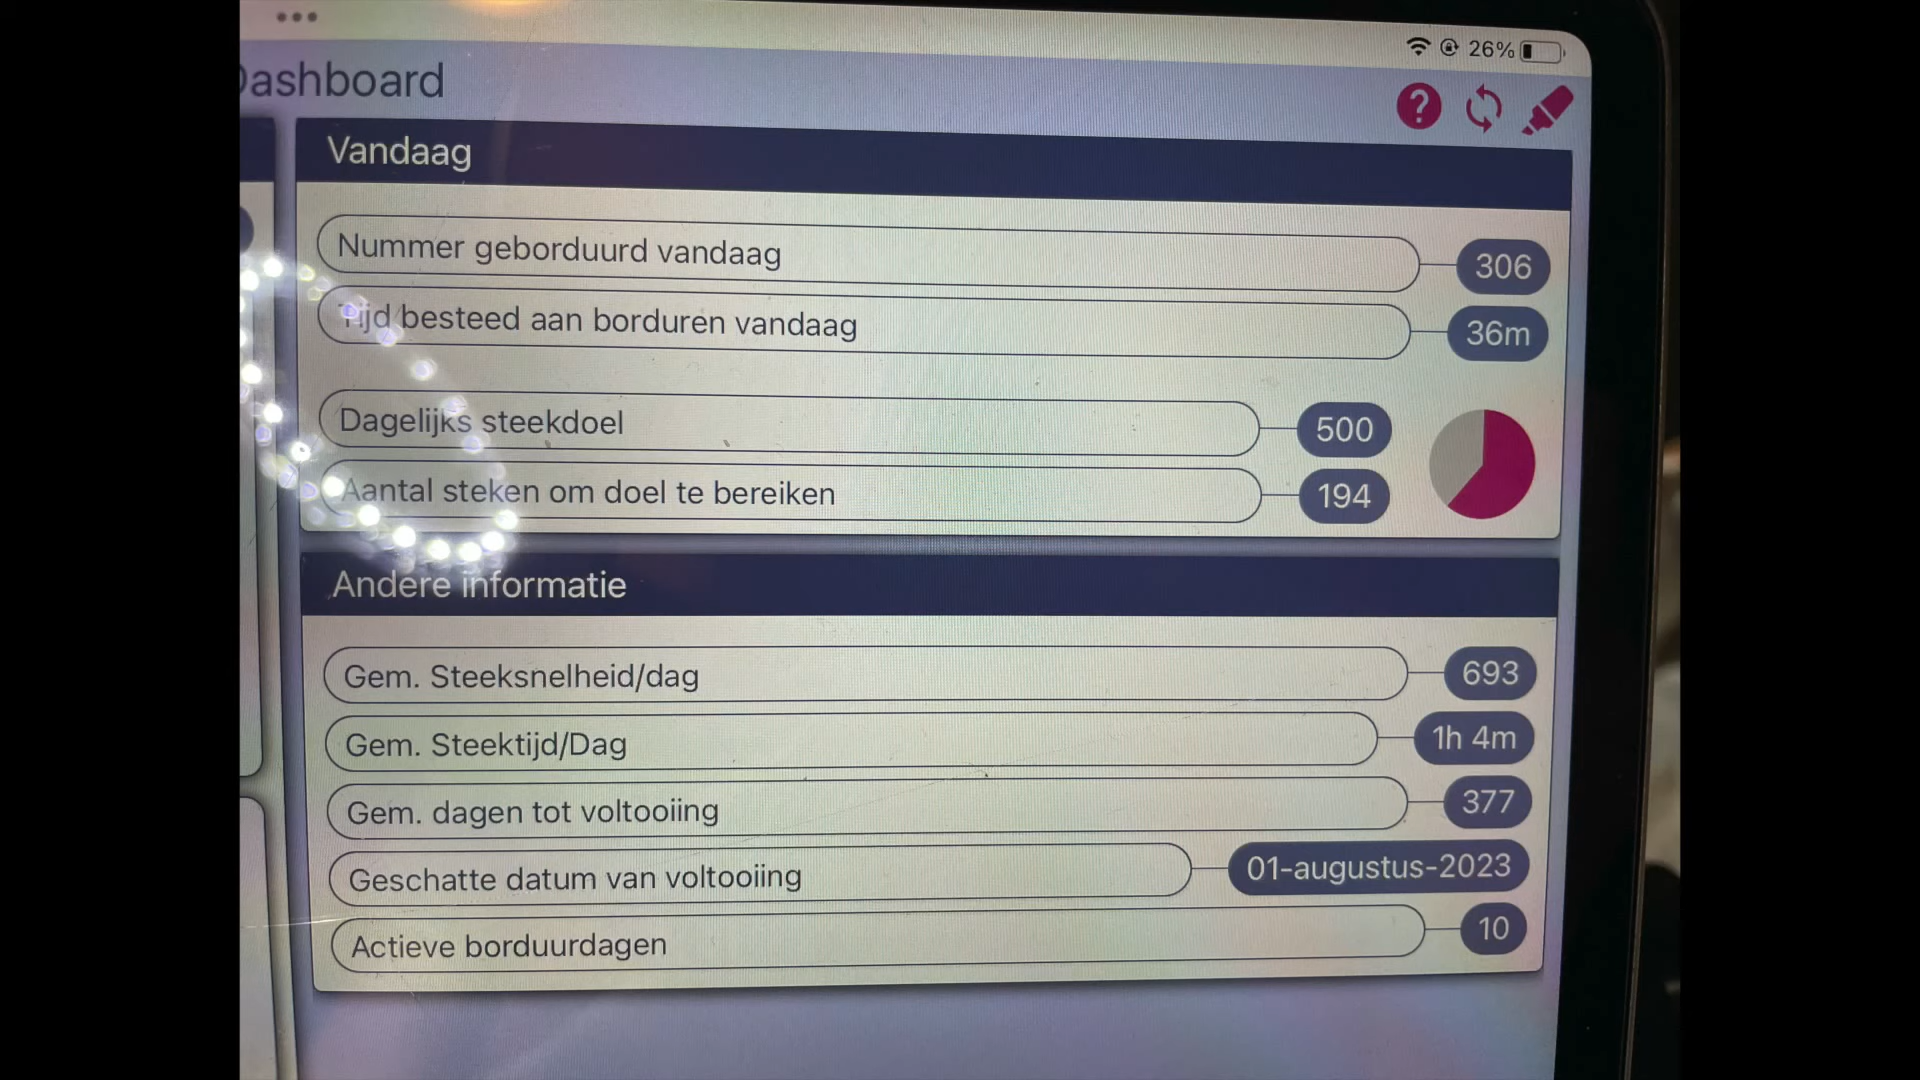 26%
Dashboard
Vandaag
Nummer geborduurd vandaag
306
Tijd besteed aan borduren vandaag
36m
Dagelijks steekdoel
500
Aantal steken om doel te bereiken
194
Andere informatie
Gem. Steeksnelheid/dag
693
Gem. Steektijd/Dag
1h 4m
Gem. dagen tot voltooiing
377
Geschatte datum van voltooiing
01-augustus-2023
Actieve borduurdagen
10